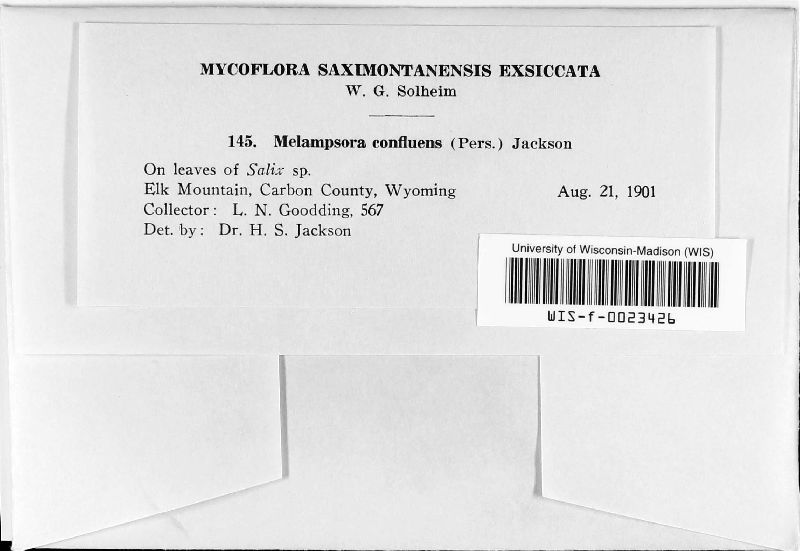 MYCOFLORA SAXIMONTANENSIS EXSICCATA
W. G. Solheim
145. Melampsora confluens (Pers.) Jackson
On leaves of Salix sp.
Elk Mountain, Carbon County, Wyoming Aug. 21, 1901
Collector: L. N. Goodding, 567
Det. by: Dr. H. S. Jackson
University of Wisconsin-Madison (WIS)
WIS-f-0023426